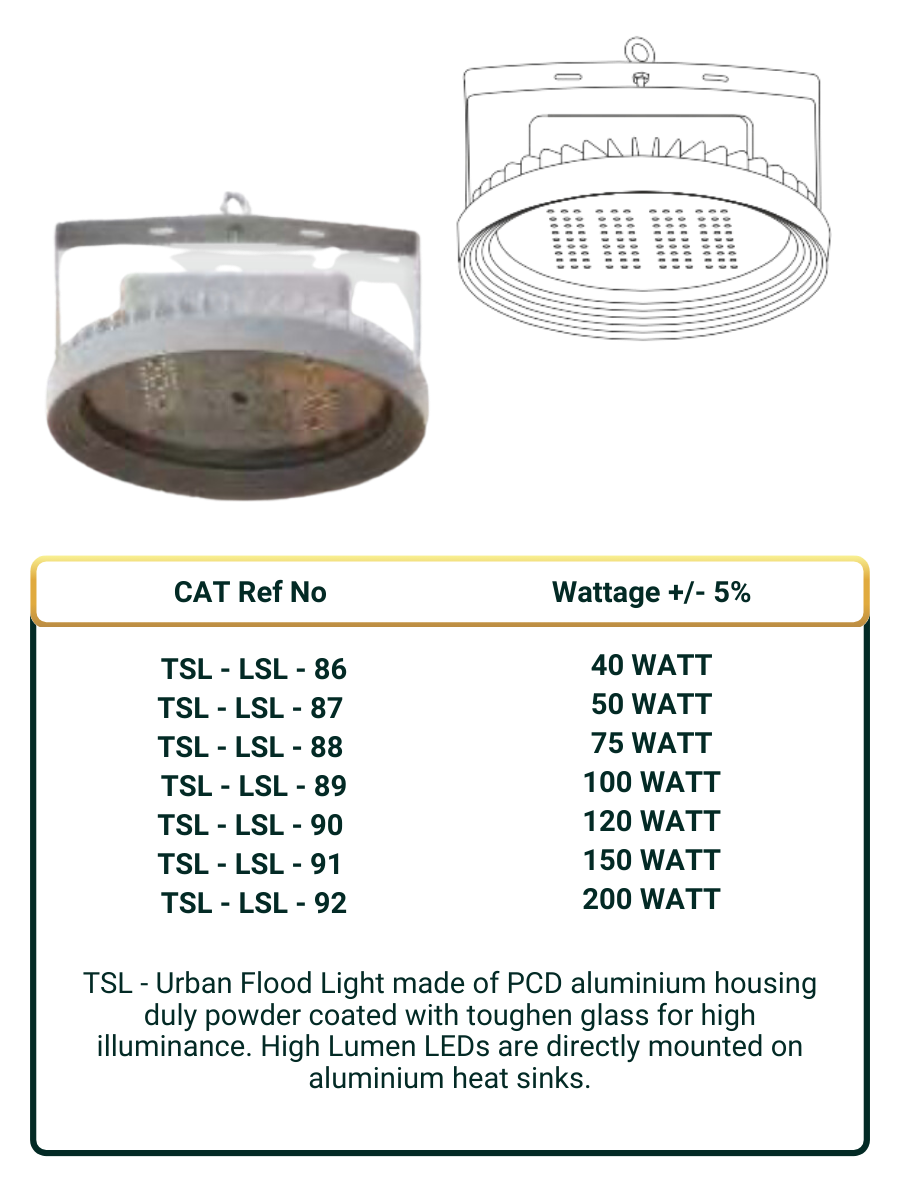 CAT Ref No Wattage +/- 5%
TSL - LSL - 86 40 WATT
TSL - LSL - 87 50 WATT
TSL - LSL - 88 75 WATT
TSL - LSL - 89 100 WATT
TSL - LSL - 90 120 WATT
TSL - LSL - 91 150 WATT
TSL - LSL - 92 200 WATT
TSL - Urban Flood Light made of PCD aluminium housing
duly powder coated with toughen glass for high
illuminance. High Lumen LEDs are directly mounted on
aluminium heat sinks.